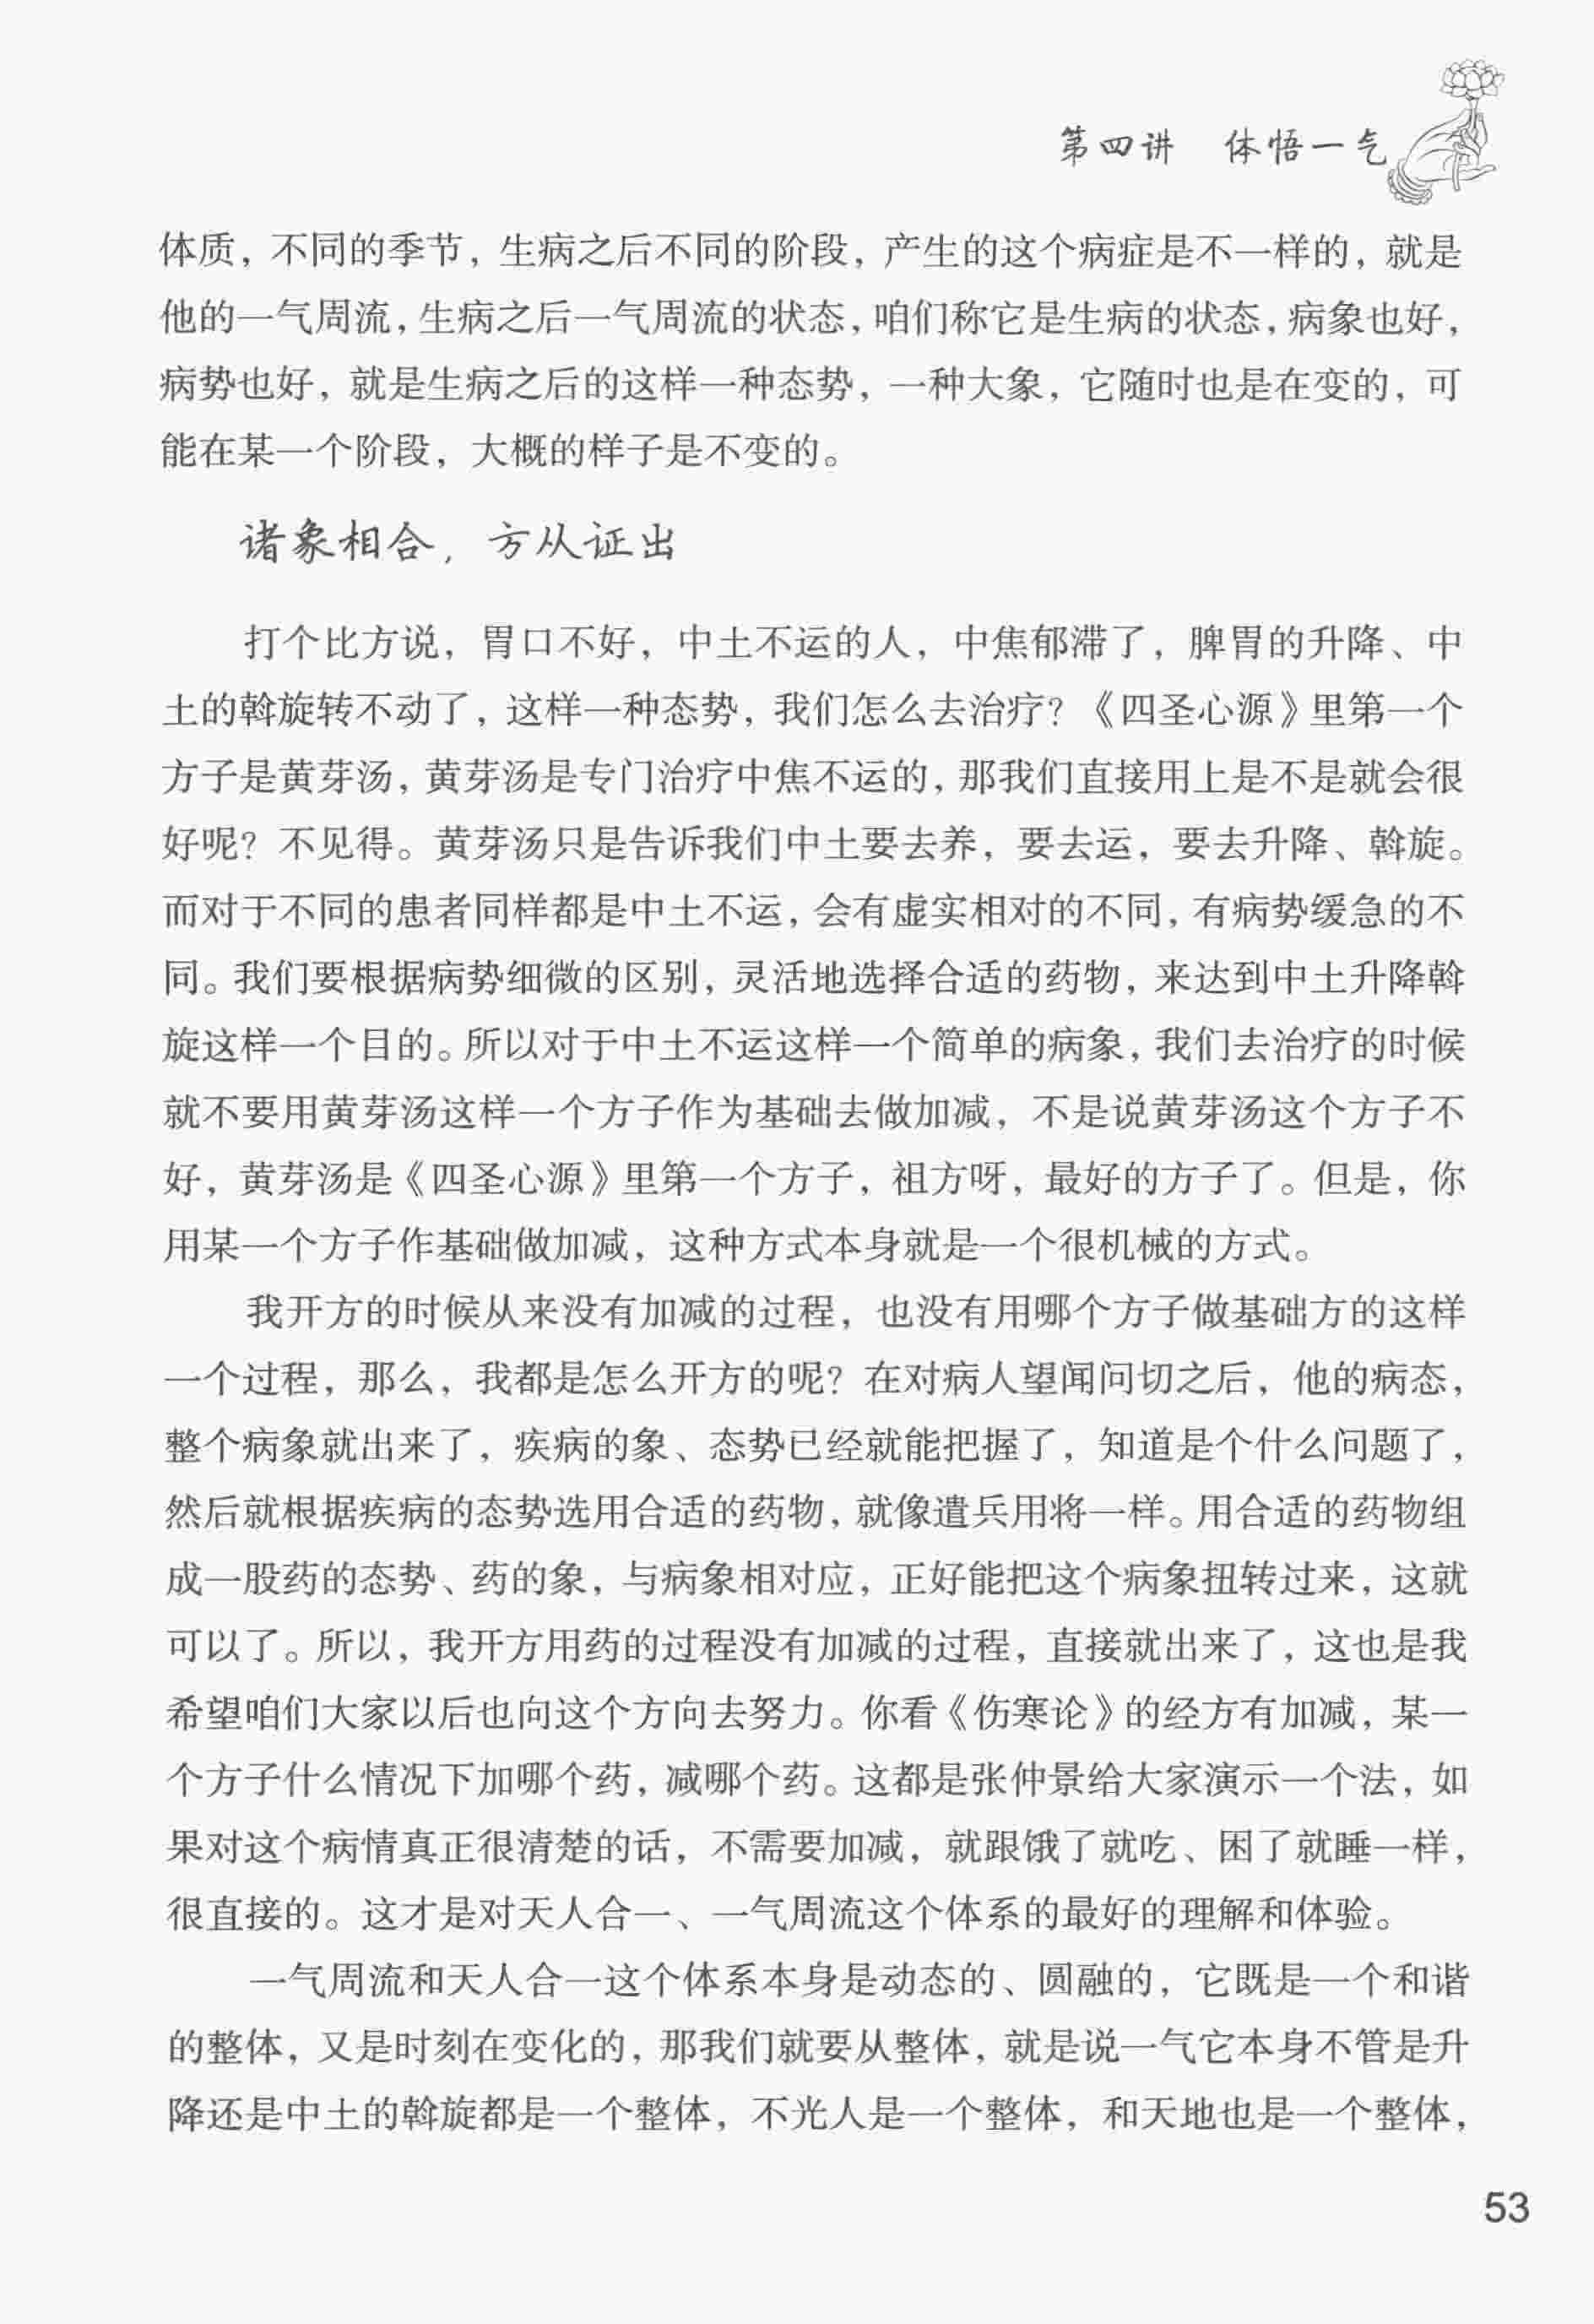 第四讲　体悟一气
体质，不同的季节，生病之后不同的阶段，产生的这个病症是不一样的，就是
他的一气周流，生病之后一气周流的状态，咱们称它是生病的状态，病象也好，
病势也好，就是生病之后的这样一种态势，一种大象，它随时也是在变的，可
能在某一个阶段，大概的样子是不变的。
诸象相合，方从证出
打个比方说，胃口不好，中土不运的人，中焦郁滞了，脾胃的升降、中
土的斡旋转不动了，这样一种态势，我们怎么去治疗？《四圣心源》里第一个
方子是黄芽汤，黄芽汤是专门治疗中焦不运的，那我们直接用上是不是就会很
好呢？不见得。黄芽汤只是告诉我们中土要去养，要去运，要去升降、斡旋。
而对于不同的患者同样都是中土不运，会有虚实相对的不同，有病势缓急的不
同。我们要根据病势细微的区别，灵活地选择合适的药物，来达到中土升降斡
旋这样一个目的。所以对于中土不运这样一个简单的病象，我们去治疗的时候
就不要用黄芽汤这样一个方子作为基础去做加减，不是说黄芽汤这个方子不
好，黄芽汤是《四圣心源》里第一个方子，祖方呀，最好的方子了。但是，你
用某一个方子作基础做加减，这种方式本身就是一个很机械的方式。
我开方的时候从来没有加减的过程，也没有用哪个方子做基础方的这样
一个过程，那么，我都是怎么开方的呢？在对病人望闻问切之后，他的病态，
整个病象就出来了，疾病的象、态势已经就能把握了，知道是个什么问题了，
然后就根据疾病的态势选用合适的药物，就像遣兵用将一样。用合适的药物组
成一股药的态势、药的象，与病象相对应，正好能把这个病象扭转过来，这就
可以了。所以，我开方用药的过程没有加减的过程，直接就出来了，这也是我
希望咱们大家以后也向这个方向去努力。你看《伤寒论》的经方有加减，某一
个方子什么情况下加哪个药，减哪个药。这都是张仲景给大家演示一个法，如
果对这个病情真正很清楚的话，不需要加减，就跟饿了就吃、困了就睡一样，
很直接的。这才是对天人合一、一气周流这个体系的最好的理解和体验。
一气周流和天人合一这个体系本身是动态的、圆融的，它既是一个和谐
的整体，又是时刻在变化的，那我们就要从整体，就是说一气它本身不管是升
降还是中土的斡旋都是一个整体，不光人是一个整体，和天地也是一个整体，
53